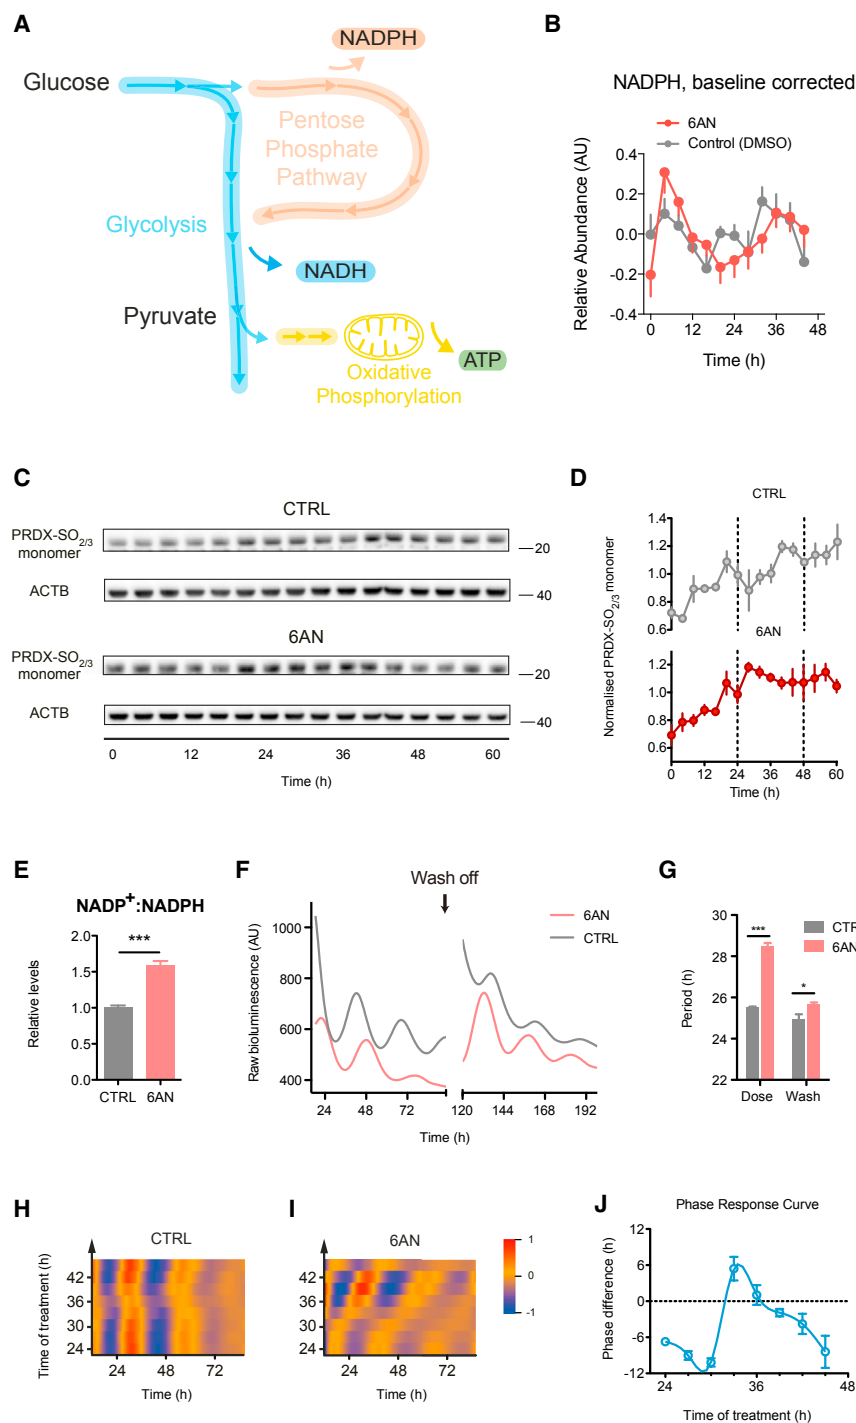 A
NADPH
Glucose
Pentose
Phosphate
Pathway
Glycolysis
NADH
Pyruvate
ATP
Oxidative
Phosphorylation
B
NADPH, baseline corrected
6AN
Control (DMSO)
Relative Abundance (AU)
0.4
0.2
0.0
-0.2
-0.4
0 12 24 36 48
Time (h)
C
CTRL
PRDX-SO2/3
monomer
20
ACTB
40
6AN
PRDX-SO2/3
monomer
20
ACTB
40
0 12 24 36 48 60
Time (h)
D
CTRL
Normalised PRDX-SO2/3 monomer
1.4
1.2
1.0
0.8
0.6
6AN
1.2
1.0
0.8
0.6
0 12 24 36 48 60
Time (h)
E
NADP+:NADPH
***
Relative levels
2.0
1.5
1.0
0.5
0.0
CTRL 6AN
F
Wash off
6AN
CTRL
Raw bioluminescence (AU)
1000
800
600
400
24 48 72 120 144 168 192
Time (h)
G
CTR
6AN
***
*
Period (h)
30
28
26
24
22
Dose Wash
H
CTRL
Time of treatment (h)
42
36
30
24
24 48 72
Time (h)
I
6AN
42
36
30
24
24 48 72
Time (h)
1
0
-1
J
Phase Response Curve
Phase difference (h)
12
6
0
-6
-12
24 36 48
Time of treatment (h)